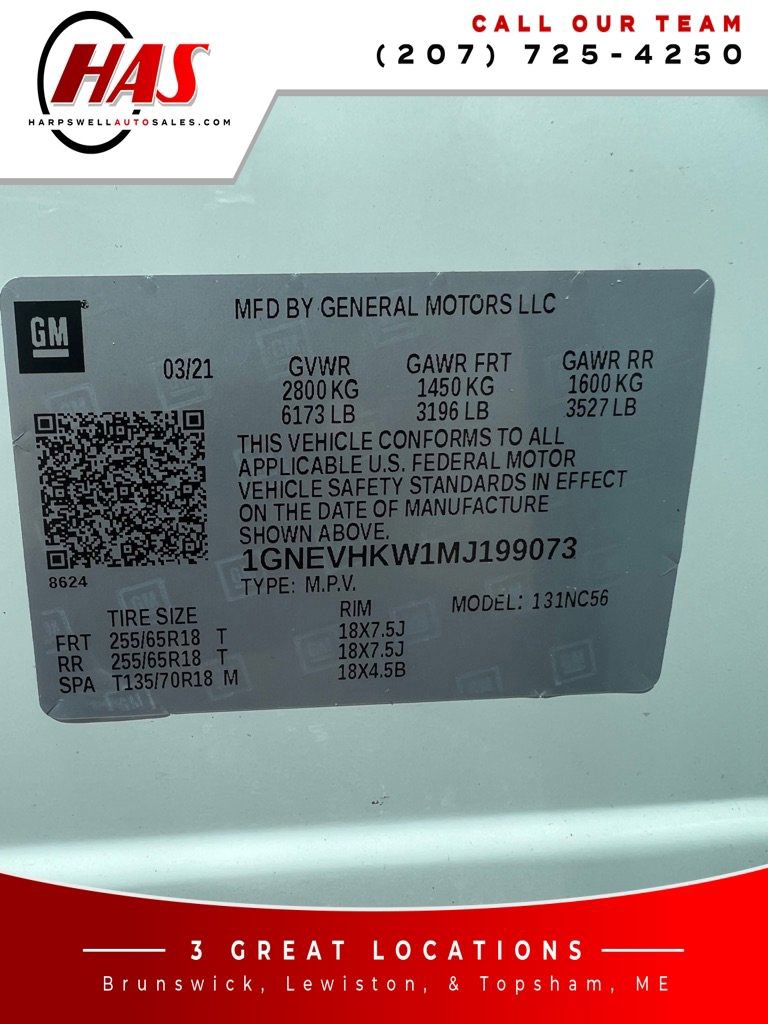 HAS
HARPSWELLAUTOSALES.COM
CALL OUR TEAM
(207) 725-4250
GM
MFD BY GENERAL MOTORS LLC
03/21 GVWR GAWR FRT GAWR RR
2800 KG 1450 KG 1600 KG
6173 LB 3196 LB 3527 LB
THIS VEHICLE CONFORMS TO ALL
APPLICABLE U.S. FEDERAL MOTOR
VEHICLE SAFETY STANDARDS IN EFFECT
ON THE DATE OF MANUFACTURE
SHOWN ABOVE.
1GNEVHKW1MJ199073
8624
TYPE: M.P.V.
MODEL: 131NC56
TIRE SIZE RIM
FRT 255/65R18 T 18X7.5J
RR 255/65R18 T 18X7.5J
SPA T135/70R18 M 18X4.5B
3 GREAT LOCATIONS
Brunswick, Lewiston, & Topsham, ME